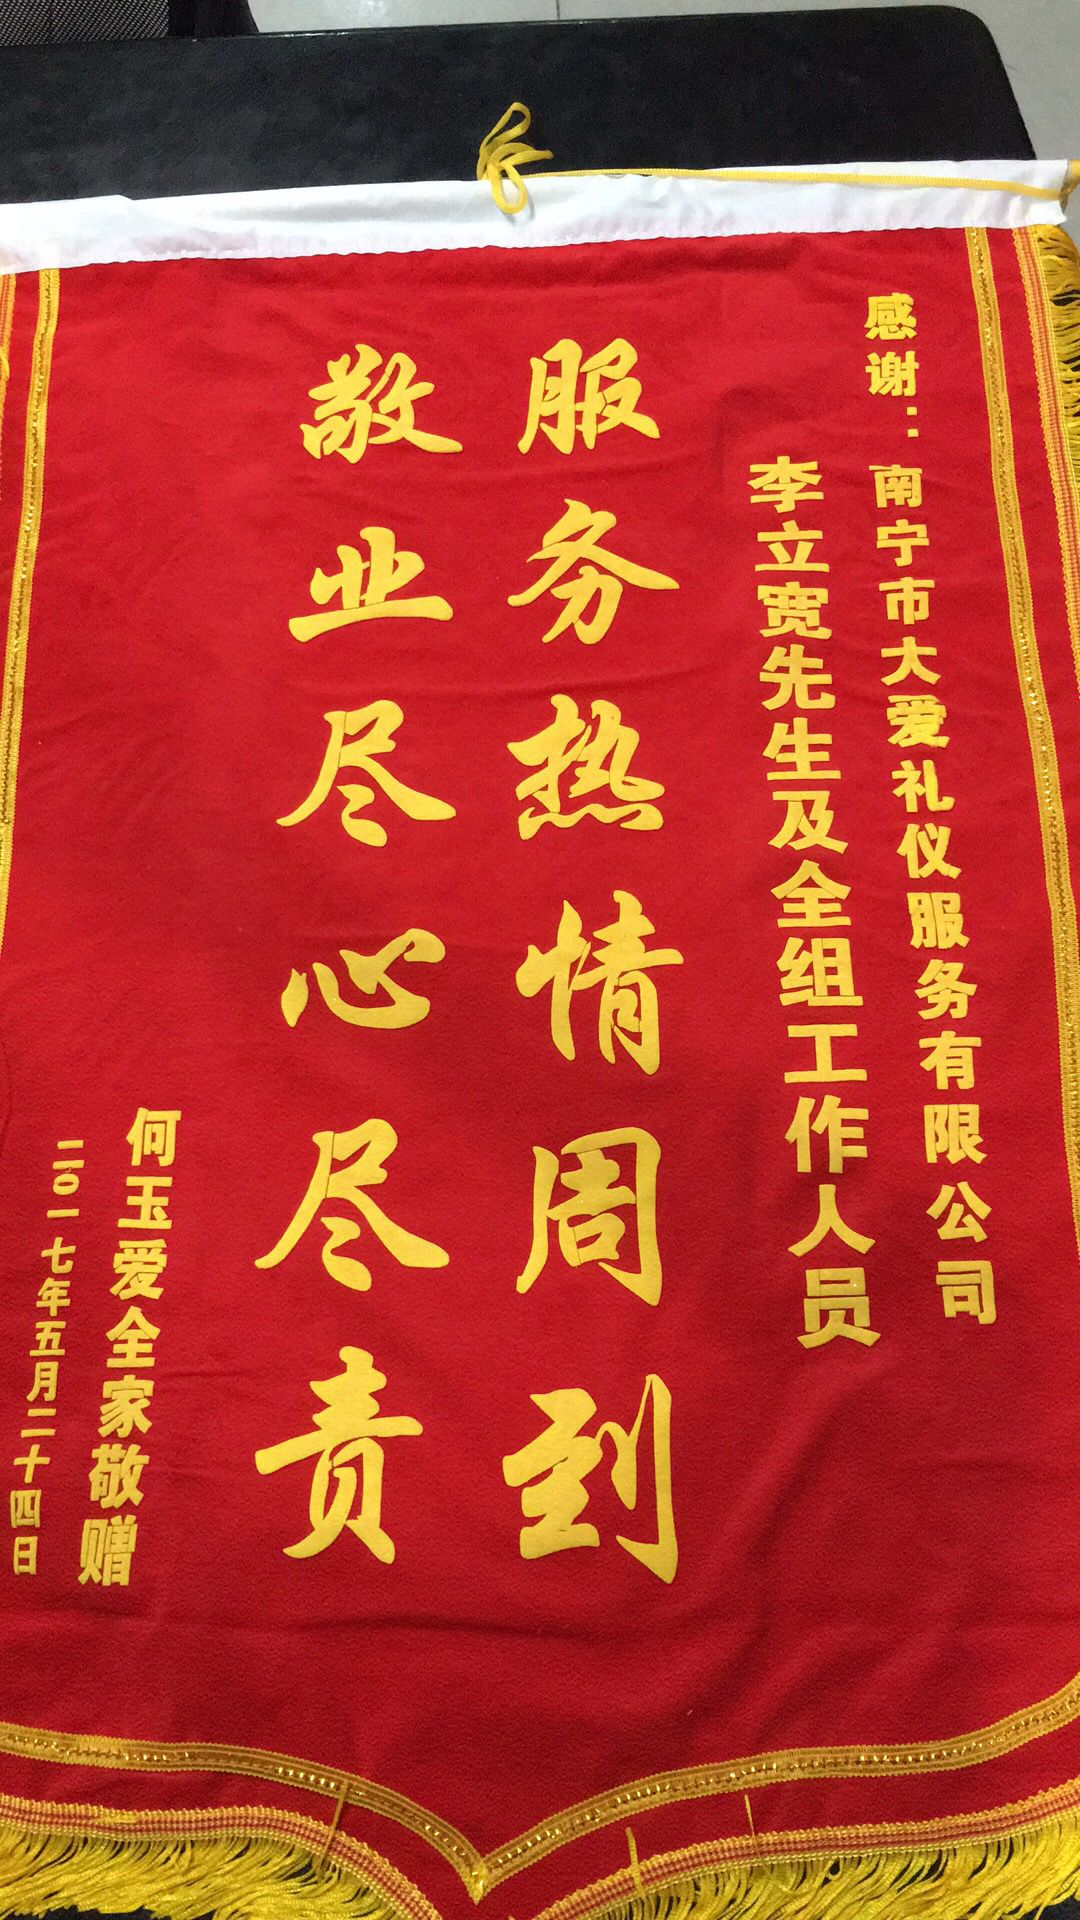 感谢：南宁市大爱礼仪服务有限公司
李立宽先生及全组工作人员
服务热情周到
敬业尽心尽责
何玉爱全家敬赠
二〇一七年五月二十四日